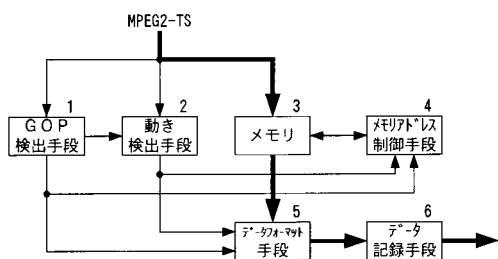 MPEG2-TS
1
GOP
検出手段
2
動き
検出手段
3
メモリ
4
メモリアドレス
制御手段
5
データフォーマット
手段
6
データ
記録手段